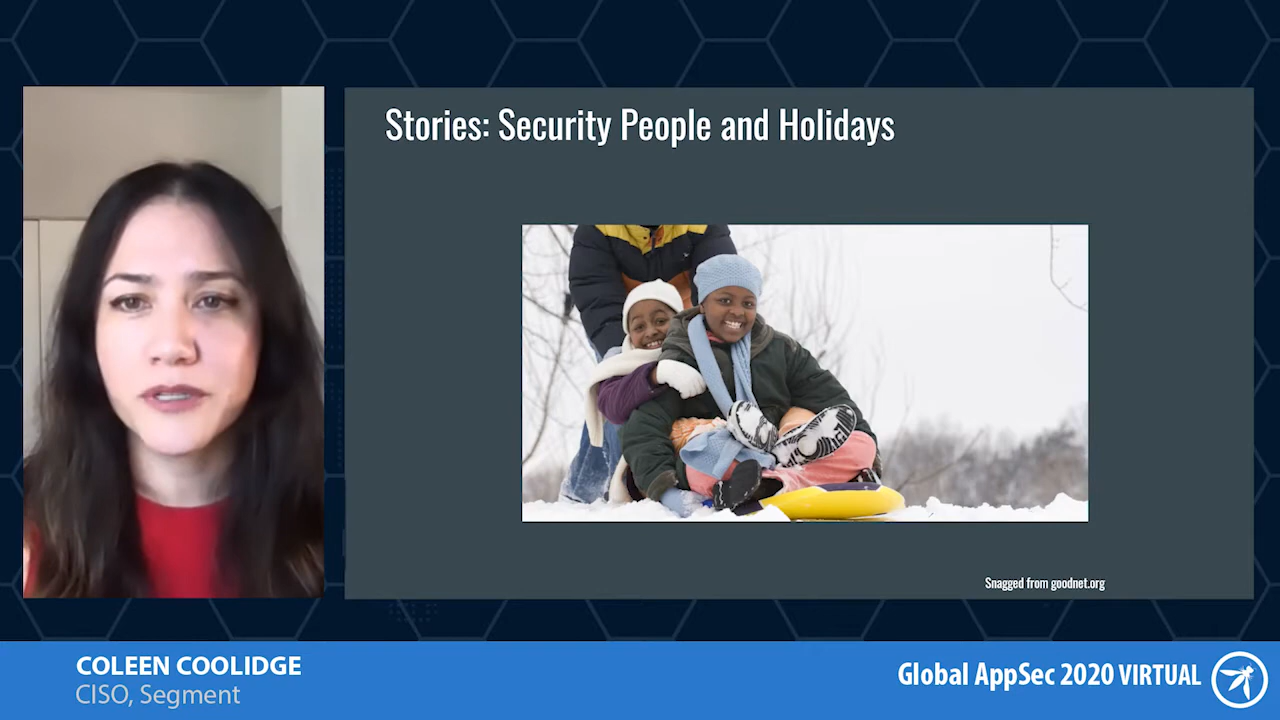 Stories: Security People and Holidays
Snagged from goodnet.org
COLEEN COOLIDGE
CISO, Segment
Global AppSec 2020 VIRTUAL